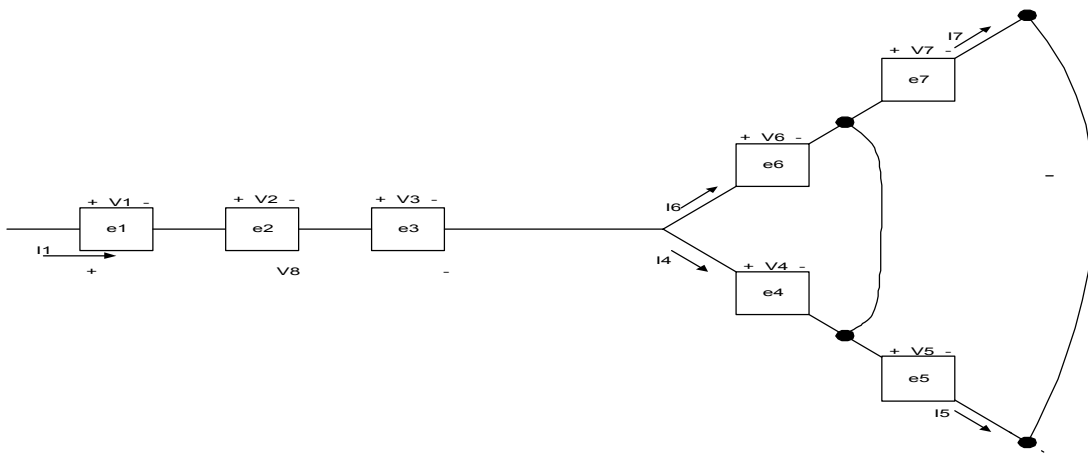 I7
+ V7 -
e7
+ V6 -
e6
-
I6
+ V1 -
+ V2 -
+ V3 -
e1
e2
e3
I1
+ V8 -
I4
+ V4 -
e4
+ V5 -
e5
I5
-